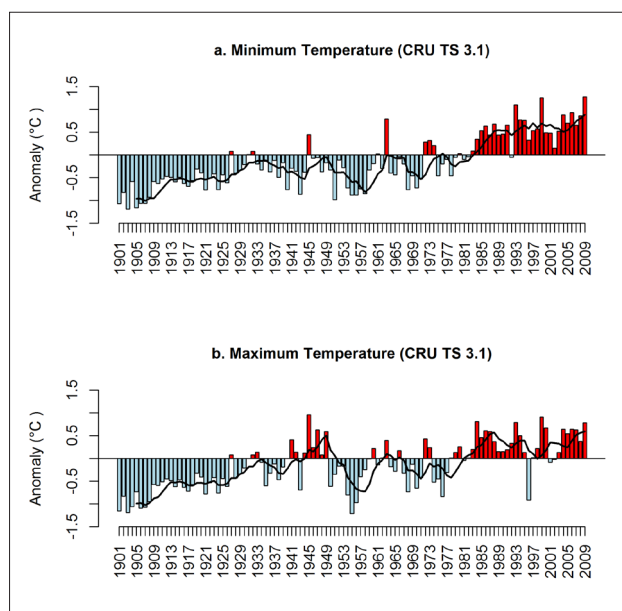 a. Minimum Temperature (CRU TS 3.1)
Anomaly (°C )
1.5
0.5
-0.5
-1.5
1901 1905 1909 1913 1917 1921 1925 1929 1933 1937 1941 1945 1949 1953 1957 1961 1965 1969 1973 1977 1981 1985 1989 1993 1997 2001 2005 2009
b. Maximum Temperature (CRU TS 3.1)
Anomaly (°C )
1.5
0.5
-0.5
-1.5
1901 1905 1909 1913 1917 1921 1925 1929 1933 1937 1941 1945 1949 1953 1957 1961 1965 1969 1973 1977 1981 1985 1989 1993 1997 2001 2005 2009